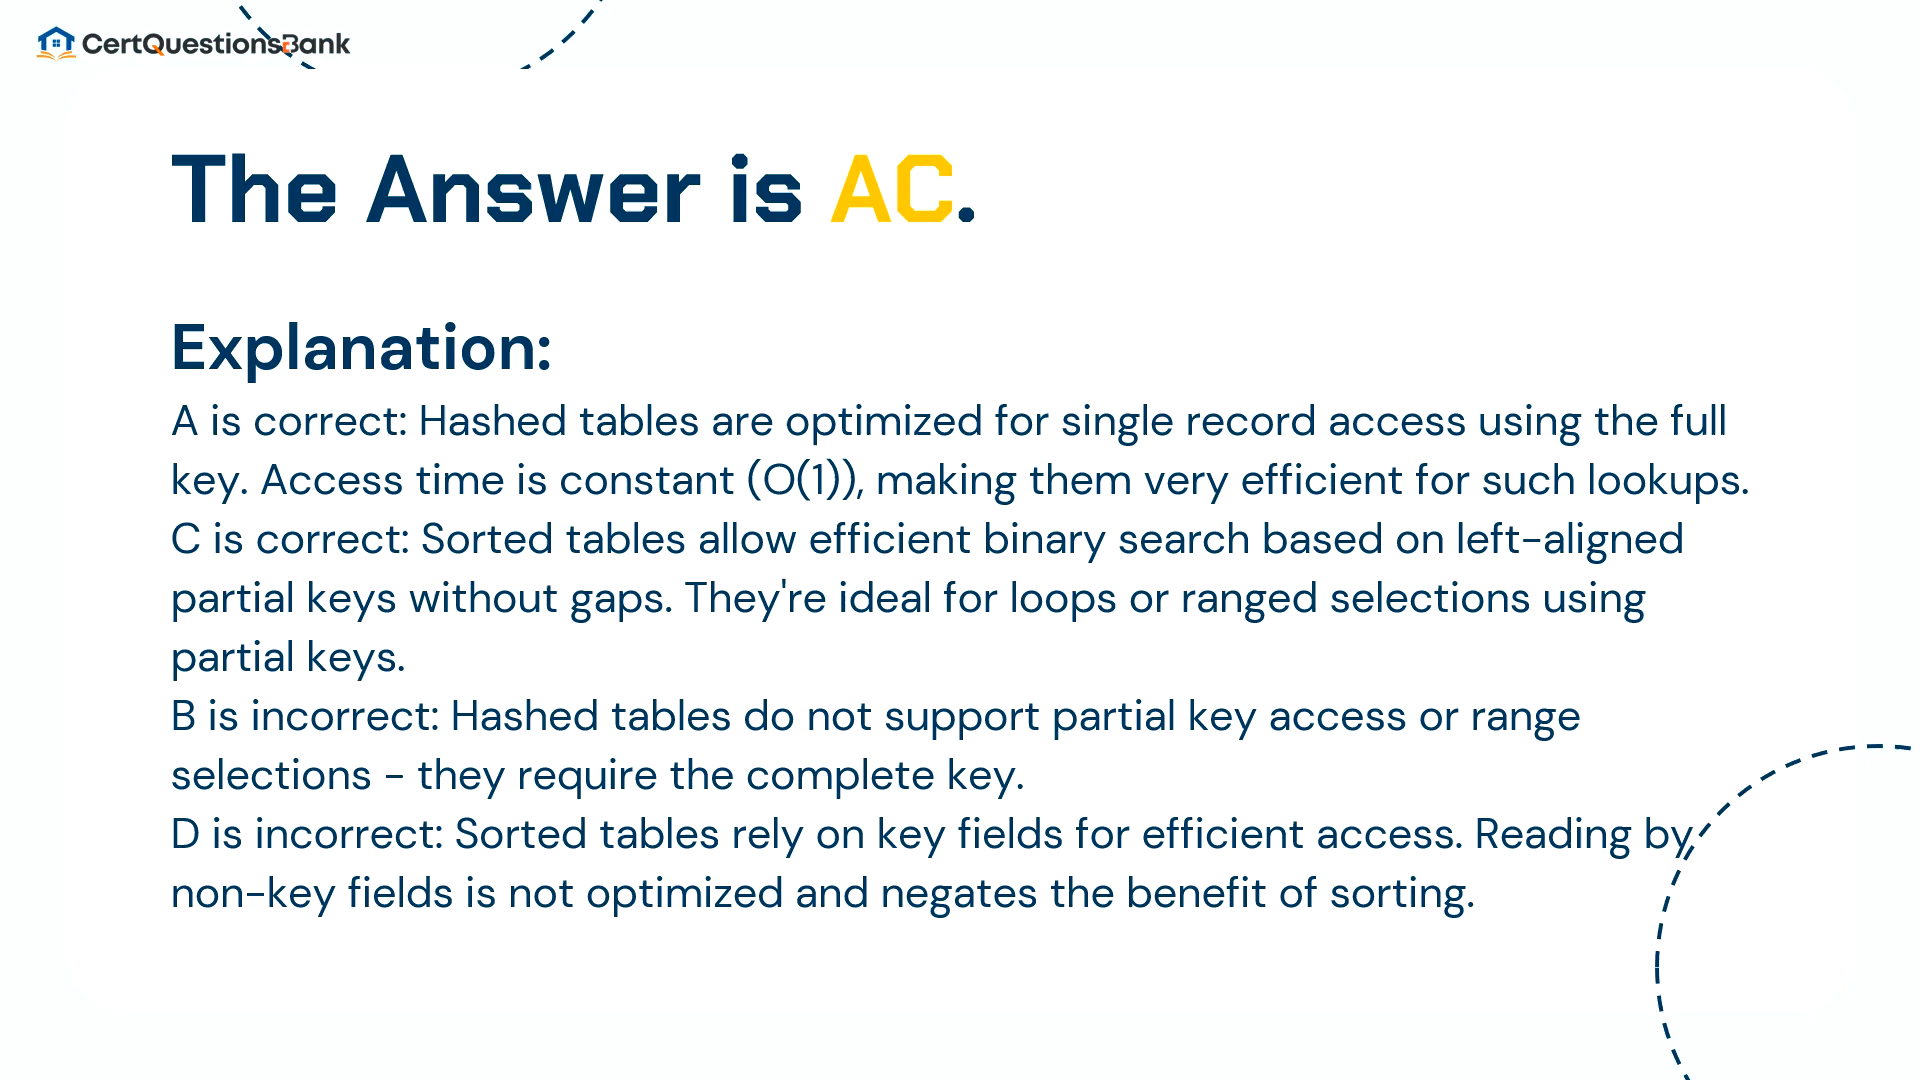 CertQuestionsBank
The Answer is AC.
Explanation:
A is correct: Hashed tables are optimized for single record access using the full
key. Access time is constant (O(1)), making them very efficient for such lookups.
C is correct: Sorted tables allow efficient binary search based on left-aligned
partial keys without gaps. They're ideal for loops or ranged selections using
partial keys.
B is incorrect: Hashed tables do not support partial key access or range
selections – they require the complete key.
D is incorrect: Sorted tables rely on key fields for efficient access. Reading by
non-key fields is not optimized and negates the benefit of sorting.